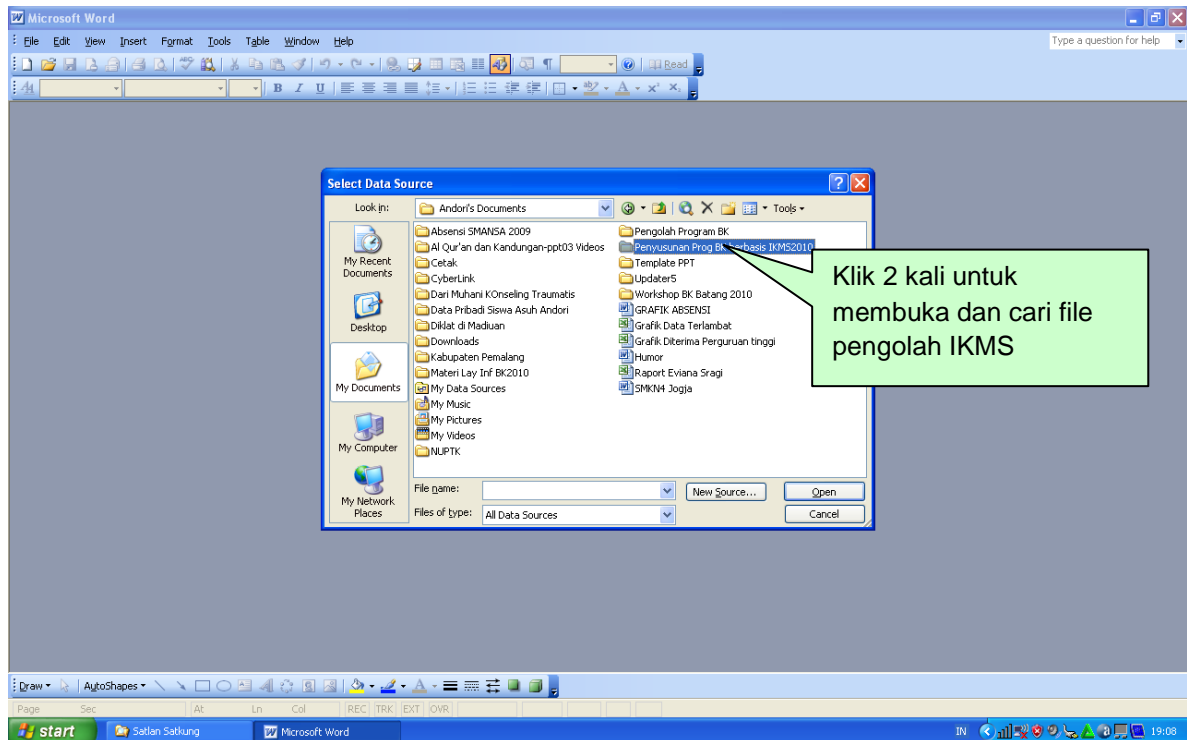 Microsoft Word
File Edit View Insert Format Tools Table Window Help
Type a question for help
Read
B I U
Select Data Source
Look in: Andori's Documents Tools
My Recent Documents
Desktop
My Documents
My Computer
My Network Places
Absensi SMANSA 2009
Al Qur'an dan Kandungan-ppt03 Videos
Cetak
CyberLink
Dari Muhani KOnseling Traumatis
Data Pribadi Siswa Asuh Andori
Diklat di Madiuan
Downloads
Kabupaten Pemalang
Materi Lay Inf BK2010
My Data Sources
My Music
My Pictures
My Videos
NUPTK
Pengolah Program BK
Penyusunan Prog BK berbasis IKMS2010
Template PPT
Updater5
Workshop BK Batang 2010
GRAFIK ABSENSI
Grafik Data Terlambat
Grafik Diterima Perguruan tinggi
Humor
Raport Eviana Sragi
SMKN4 Jogja
Klik 2 kali untuk
membuka dan cari file
pengolah IKMS
File name: New Source... Open
Files of type: All Data Sources Cancel
Draw AutoShapes
Page Sec At Ln Col REC TRK EXT OVR
start Satlan Satkung Microsoft Word IN 19:08